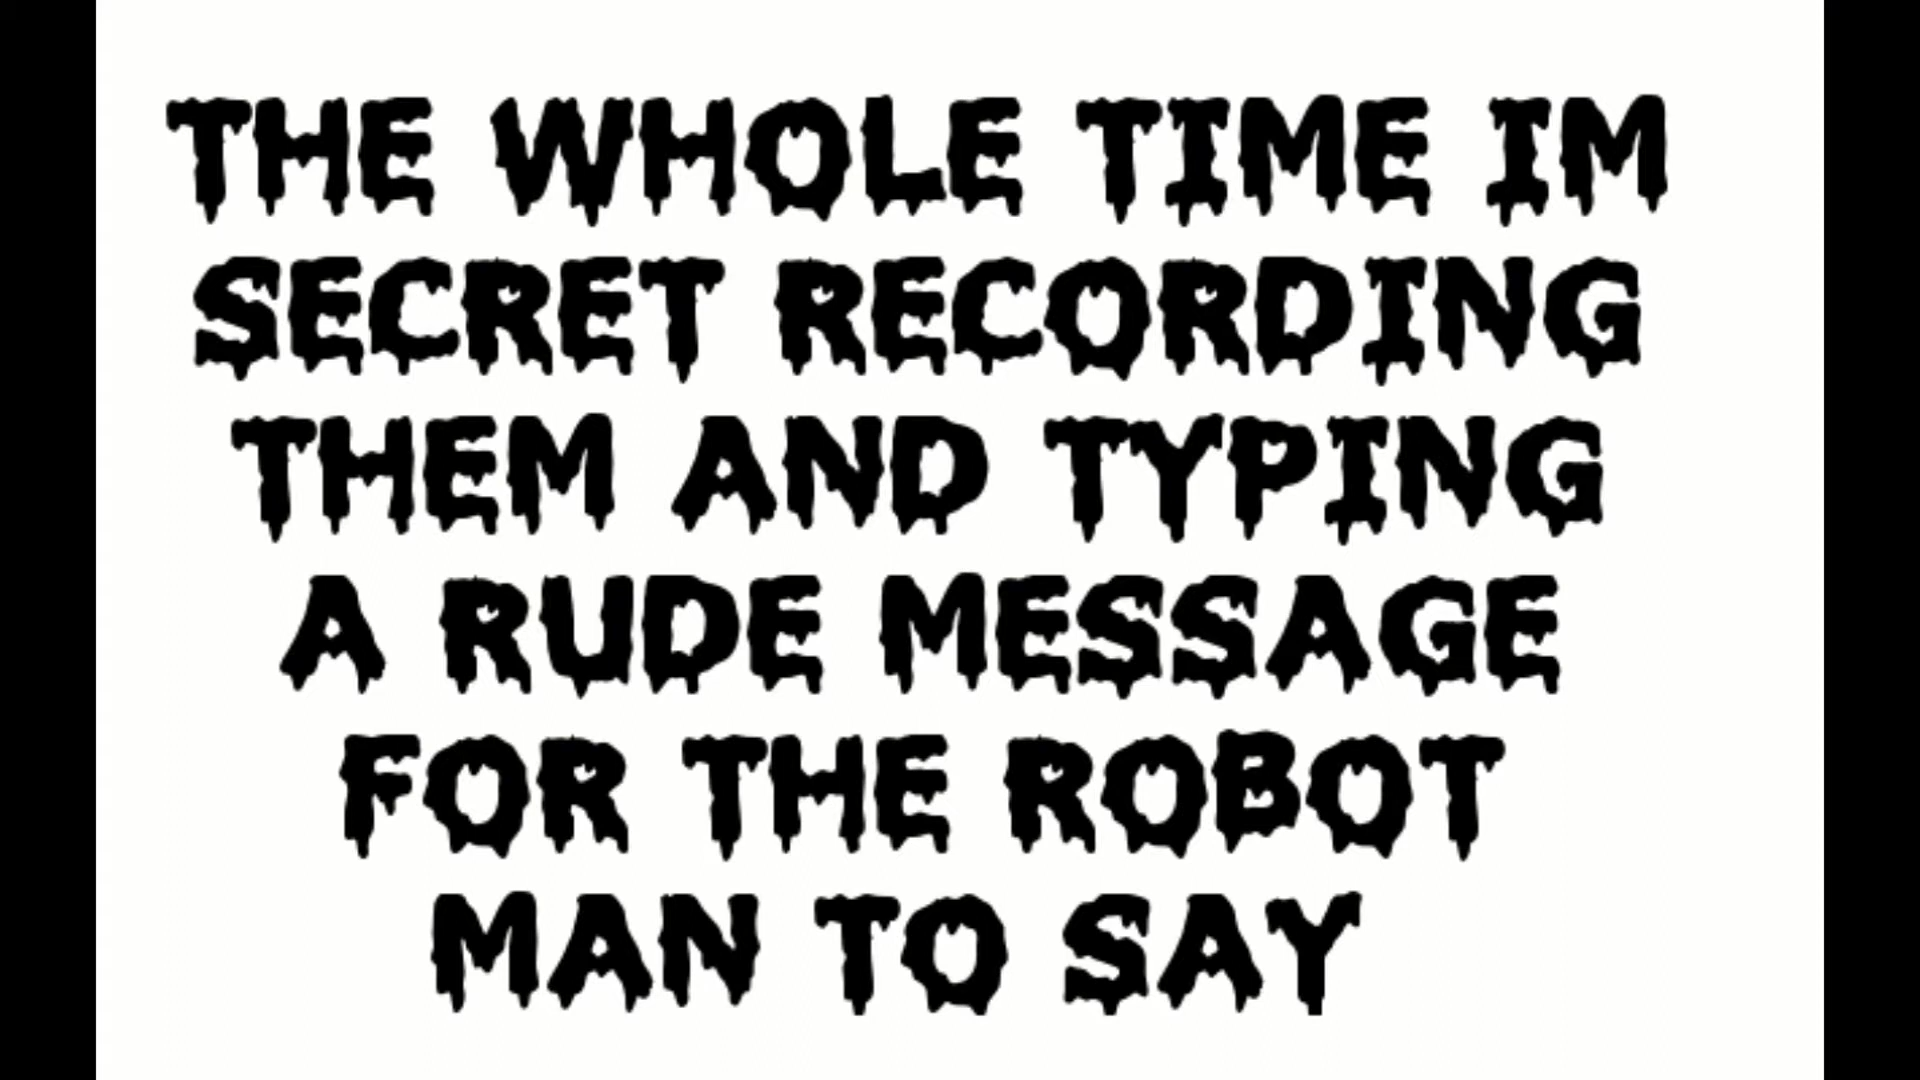 THE WHOLE TIME IM
SECRET RECORDING
THEM AND TYPING
A RUDE MESSAGE
FOR THE ROBOT
MAN TO SAY